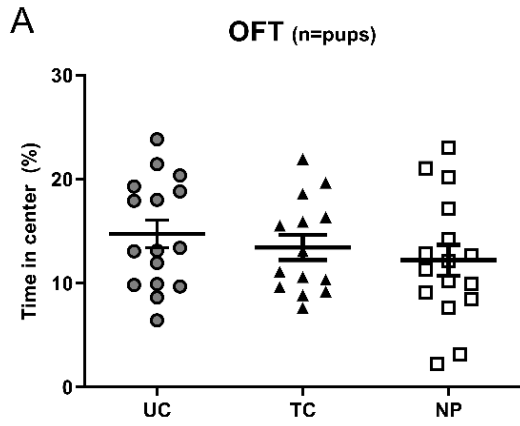 A
OFT (n=pups)
Time in center (%)
30
20
10
0
UC
TC
NP